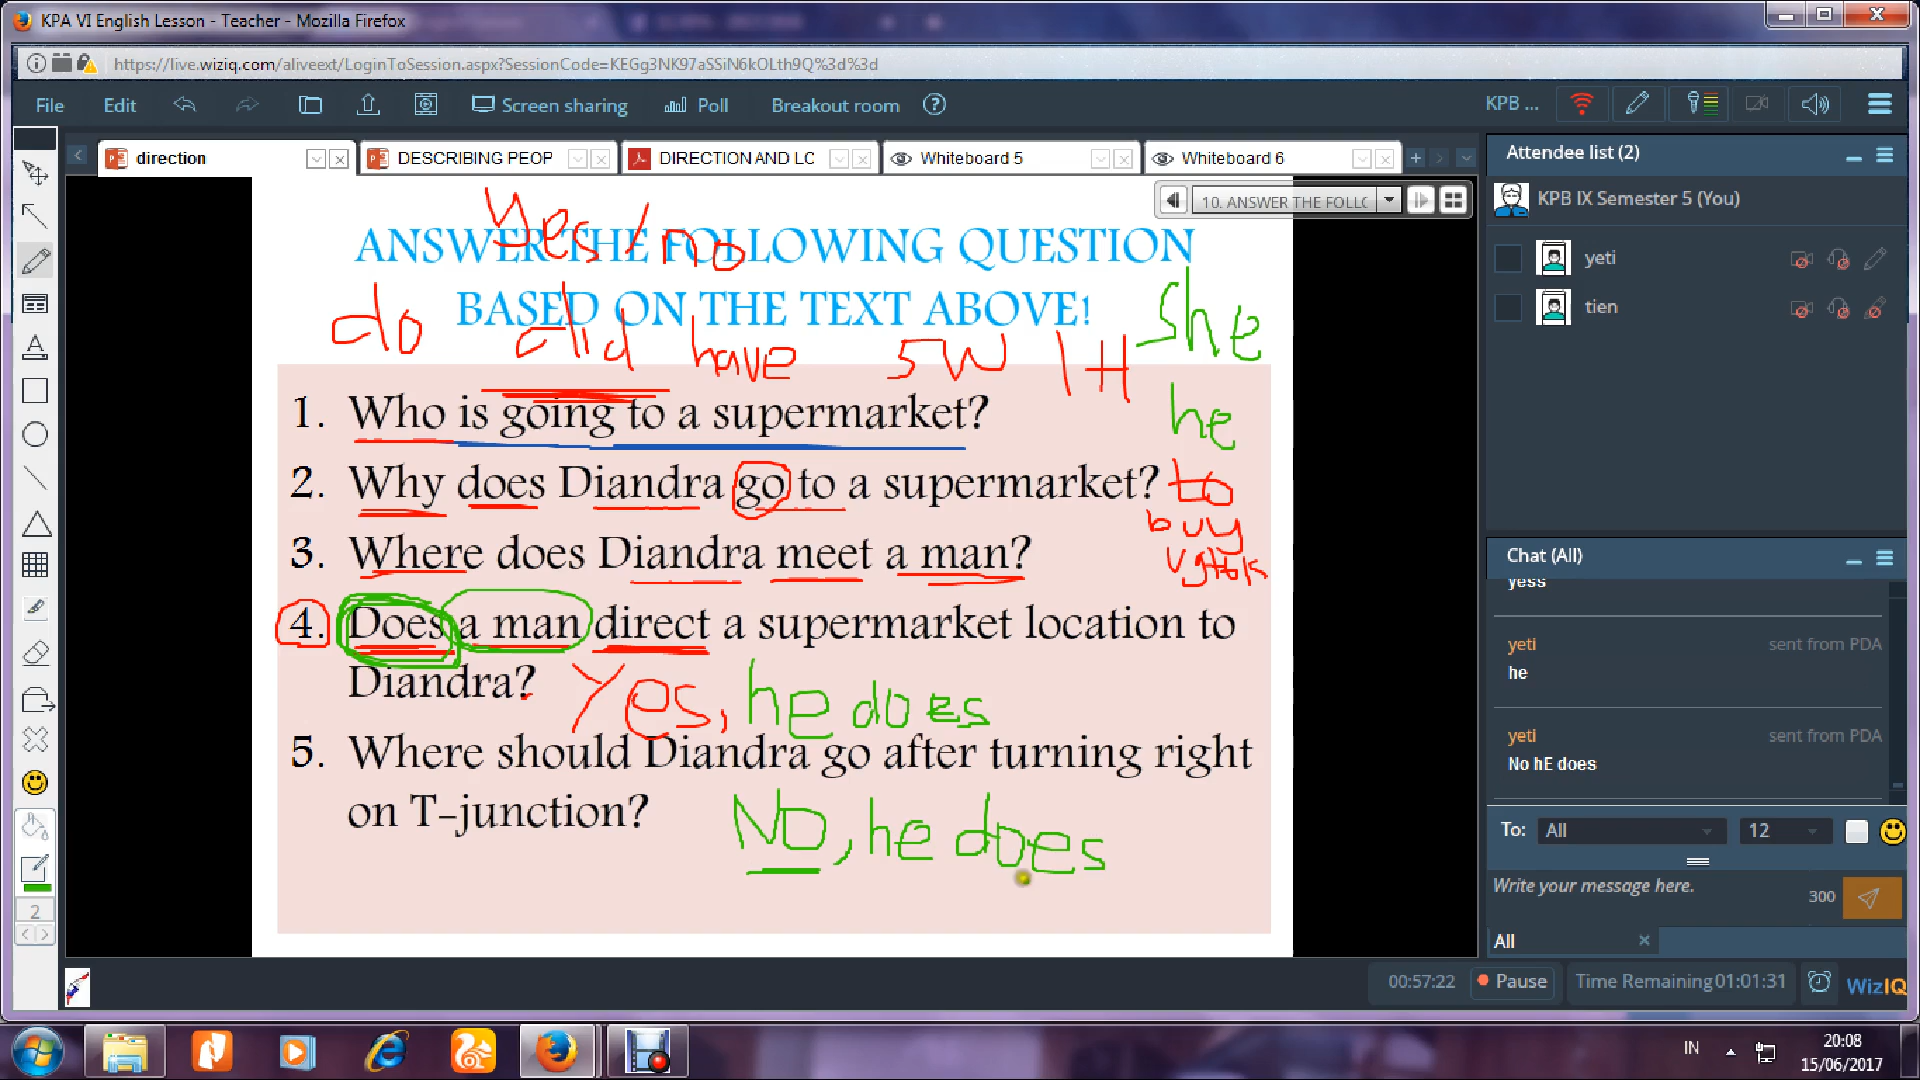 KPA VI English Lesson - Teacher - Mozilla Firefox
https://live.wiziq.com/aliveext/LoginToSession.aspx?SessionCode=KEGg3NK97aSSiN6kOLth9Q%3d%3d
File Edit Screen sharing Poll Breakout room KPB ...
direction DESCRIBING PEOP DIRECTION AND LC Whiteboard 5 Whiteboard 6
10. ANSWER THE FOLLC
Yes / no
ANSWER THE FOLLOWING QUESTION
BASED ON THE TEXT ABOVE!
she
do did have 5W 1H
he
1. Who is going to a supermarket?
2. Why does Diandra go to a supermarket?
to
buy
3. Where does Diandra meet a man?
4. Does a man direct a supermarket location to
Diandra?
Yes, he does
5. Where should Diandra go after turning right
on T-junction?
NO, he does
2
Attendee list (2)
KPB IX Semester 5 (You)
yeti
tien
Chat (All)
yess
yeti sent from PDA
he
yeti sent from PDA
No hE does
To: All 12
Write your message here. 300
All
00:57:22 Pause Time Remaining 01:01:31 WizIQ
IN 20:08
15/06/2017